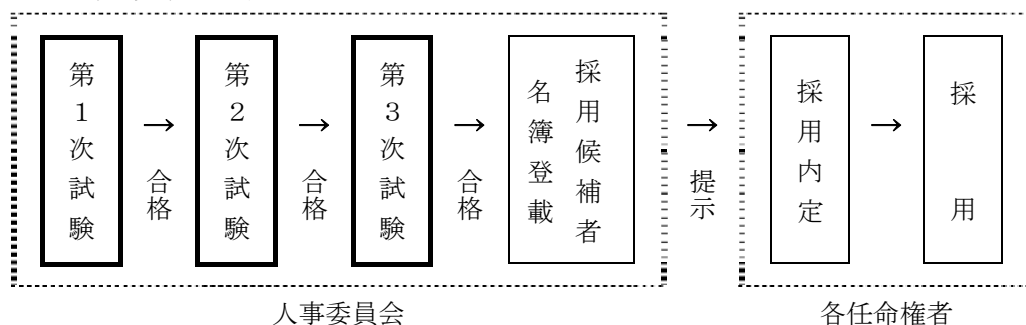 第１次試験
→
合格
第２次試験
→
合格
第３次試験
→
合格
採用候補者
名簿登載
→
提示
採用内定
→
採用
人事委員会
各任命権者